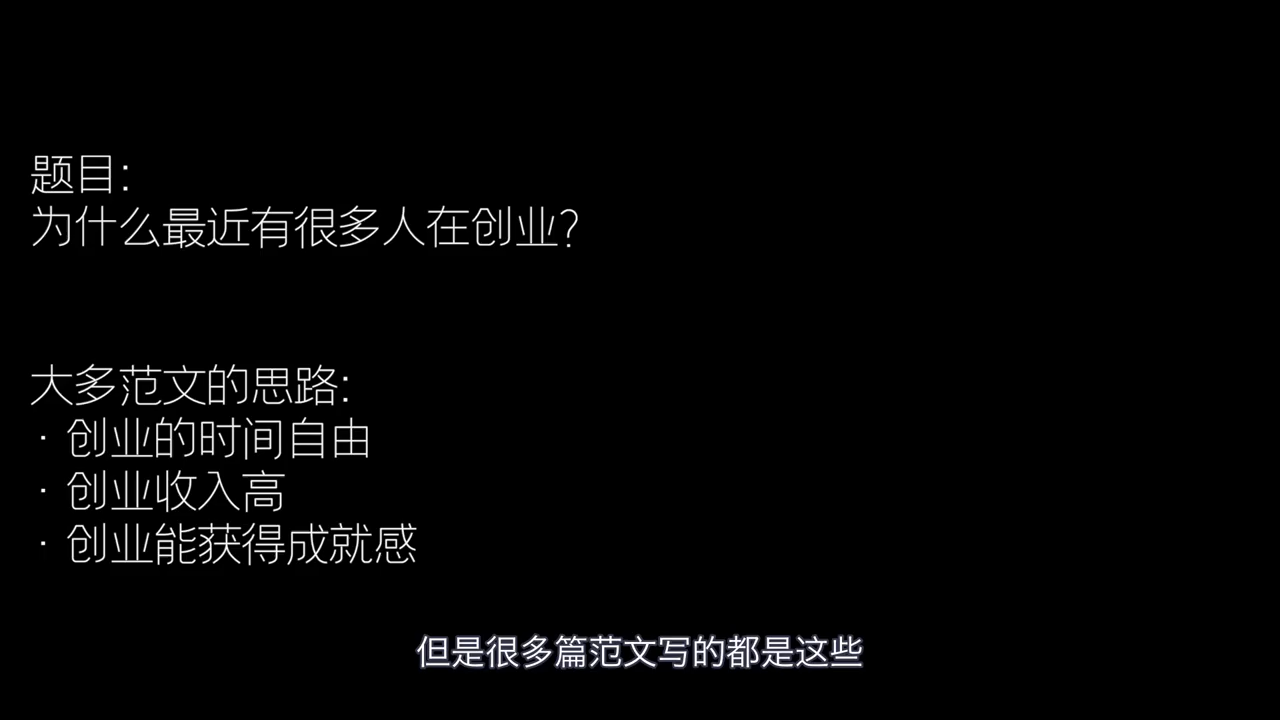 题目：
为什么最近有很多人在创业？
大多范文的思路：
· 创业的时间自由
· 创业收入高
· 创业能获得成就感
但是很多篇范文写的都是这些